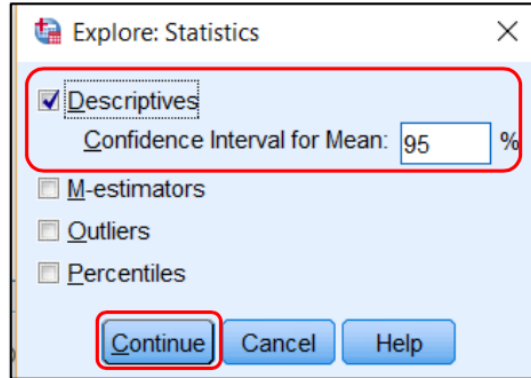 Explore: Statistics
Descriptives
Confidence Interval for Mean: 95 %
M-estimators
Outliers
Percentiles
Continue Cancel Help